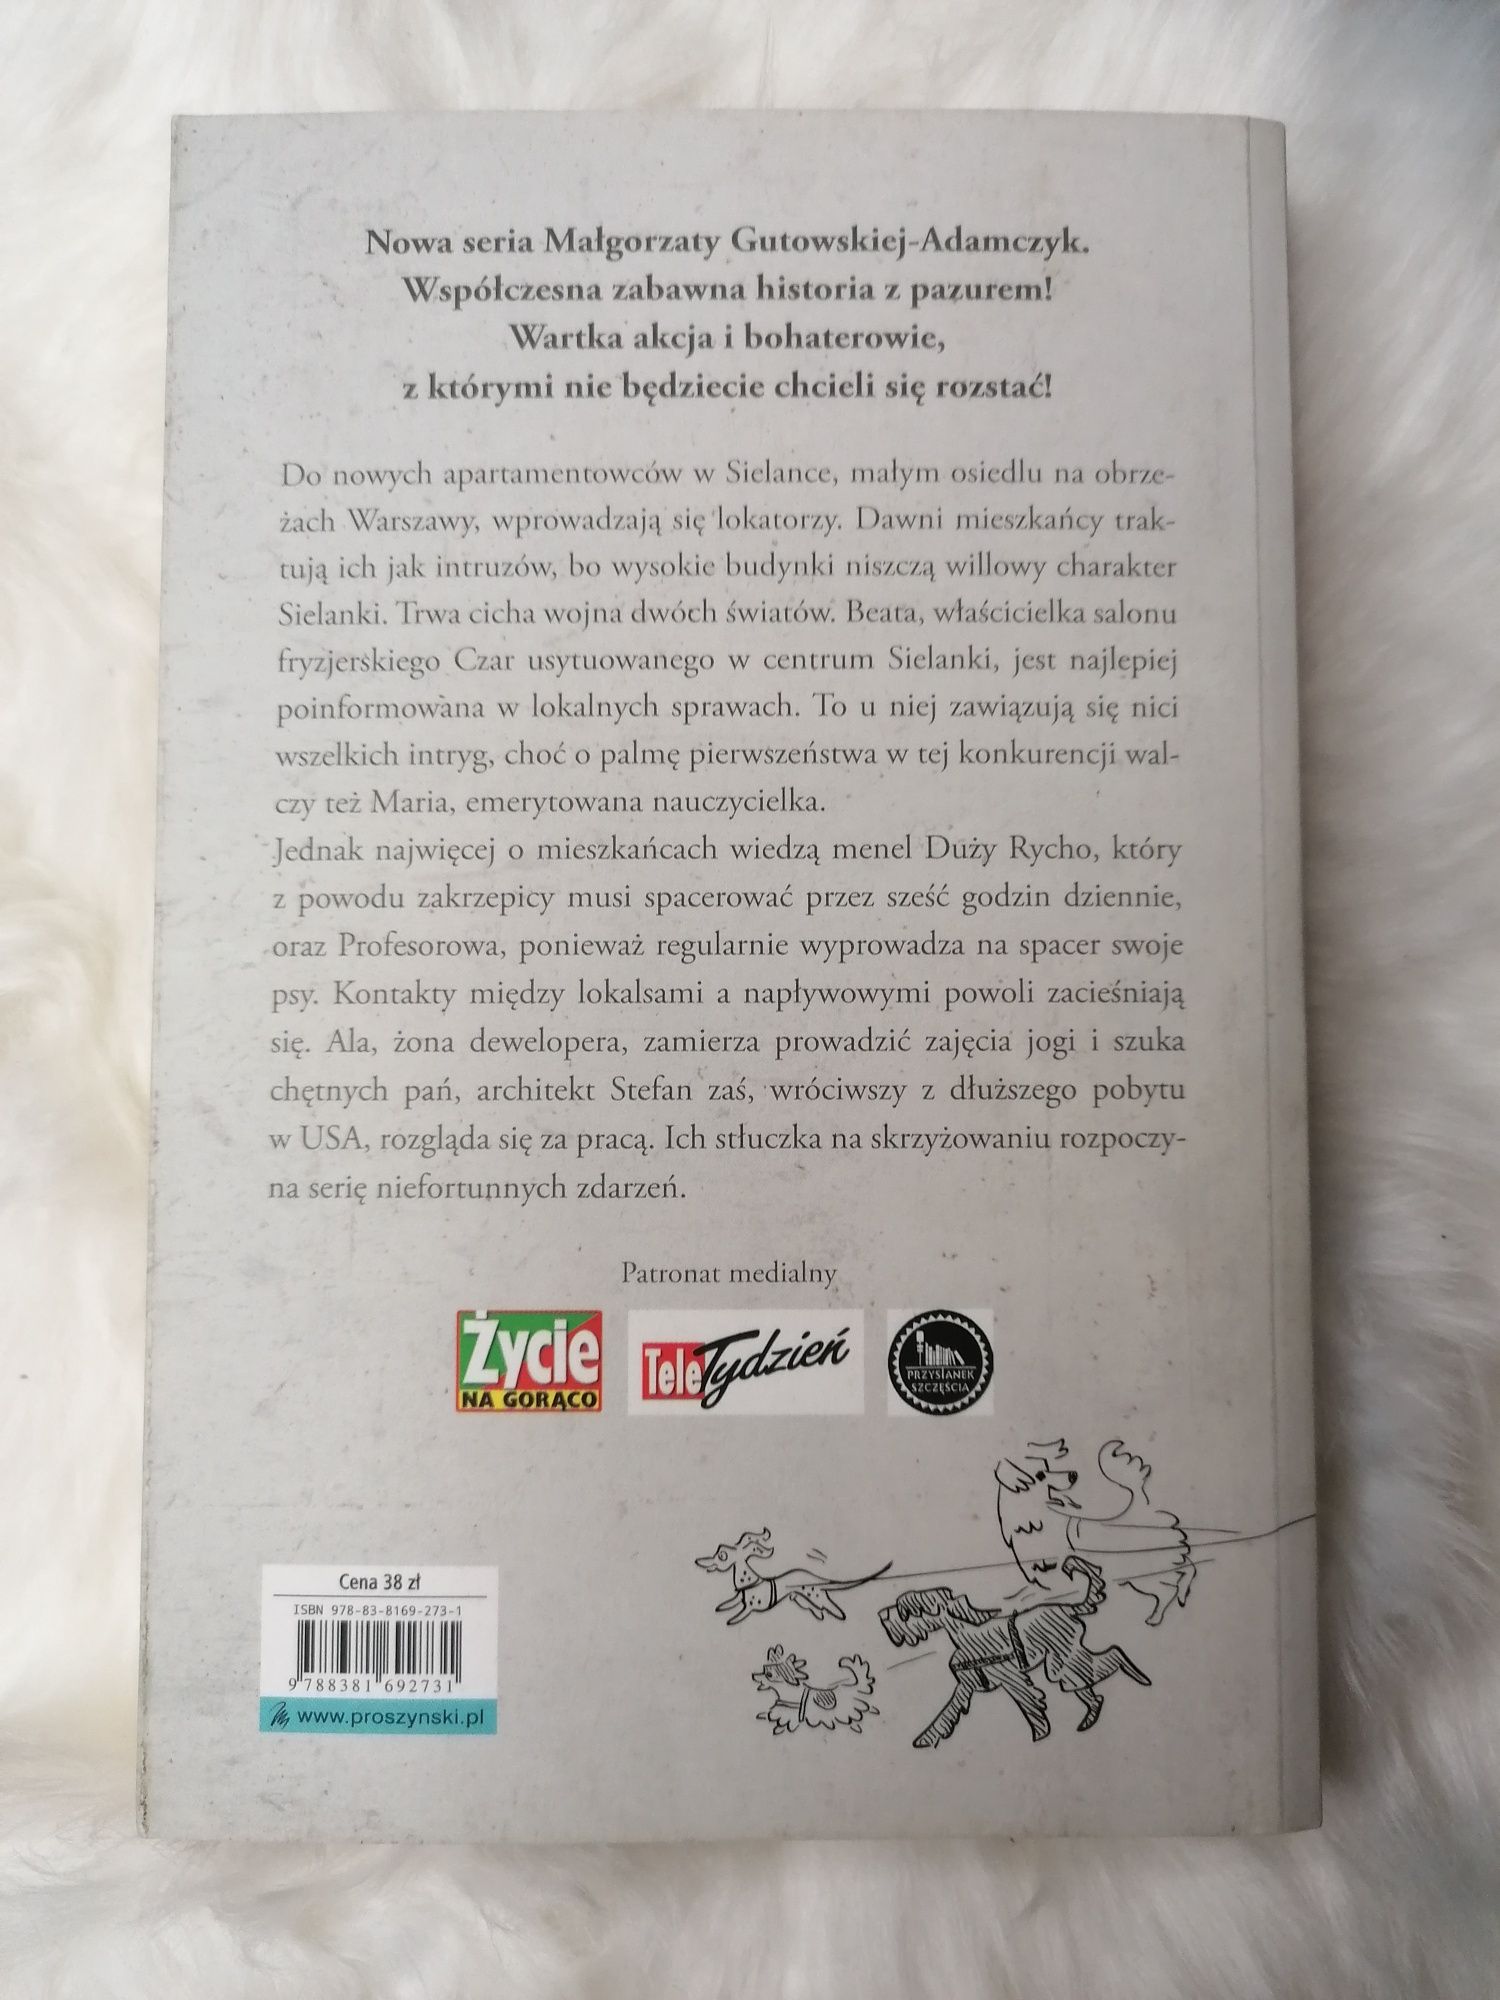 Nowa seria Małgorzaty Gutowskiej-Adamczyk.
Współczesna zabawna historia z pazurem!
Wartka akcja i bohaterowie,
z którymi nie będziecie chcieli się rozstać!
Do nowych apartamentowców w Sielance, małym osiedlu na obrze-
żach Warszawy, wprowadzają się lokatorzy. Dawni mieszkańcy trak-
tują ich jak intruzów, bo wysokie budynki niszczą willowy charakter
Sielanki. Trwa cicha wojna dwóch światów. Beata, właścicielka salonu
fryzjerskiego Czar usytuowanego w centrum Sielanki, jest najlepiej
poinformowana w lokalnych sprawach. To u niej zawiązują się nici
wszelkich intryg, choć o palmę pierwszeństwa w tej konkurencji wal-
czy też Maria, emerytowana nauczycielka.
Jednak najwięcej o mieszkańcach wiedzą menel Duży Rycho, który
z powodu zakrzepicy musi spacerować przez sześć godzin dziennie,
oraz Profesorowa, ponieważ regularnie wyprowadza na spacer swoje
psy. Kontakty między lokalsami a napływowymi powoli zacieśniają
się. Ala, żona dewelopera, zamierza prowadzić zajęcia jogi i szuka
chętnych pań, architekt Stefan zaś, wróciwszy z dłuższego pobytu
w USA, rozgląda się za pracą. Ich stłuczka na skrzyżowaniu rozpoczy-
na serię niefortunnych zdarzeń.
Patronat medialny
Życie
NA GORĄCO
Tele Tydzień
PRZYSTANEK
SZCZĘŚCIA
Cena 38 zł
ISBN 978-83-8169-273-1
9 788381 692731
www.proszynski.pl